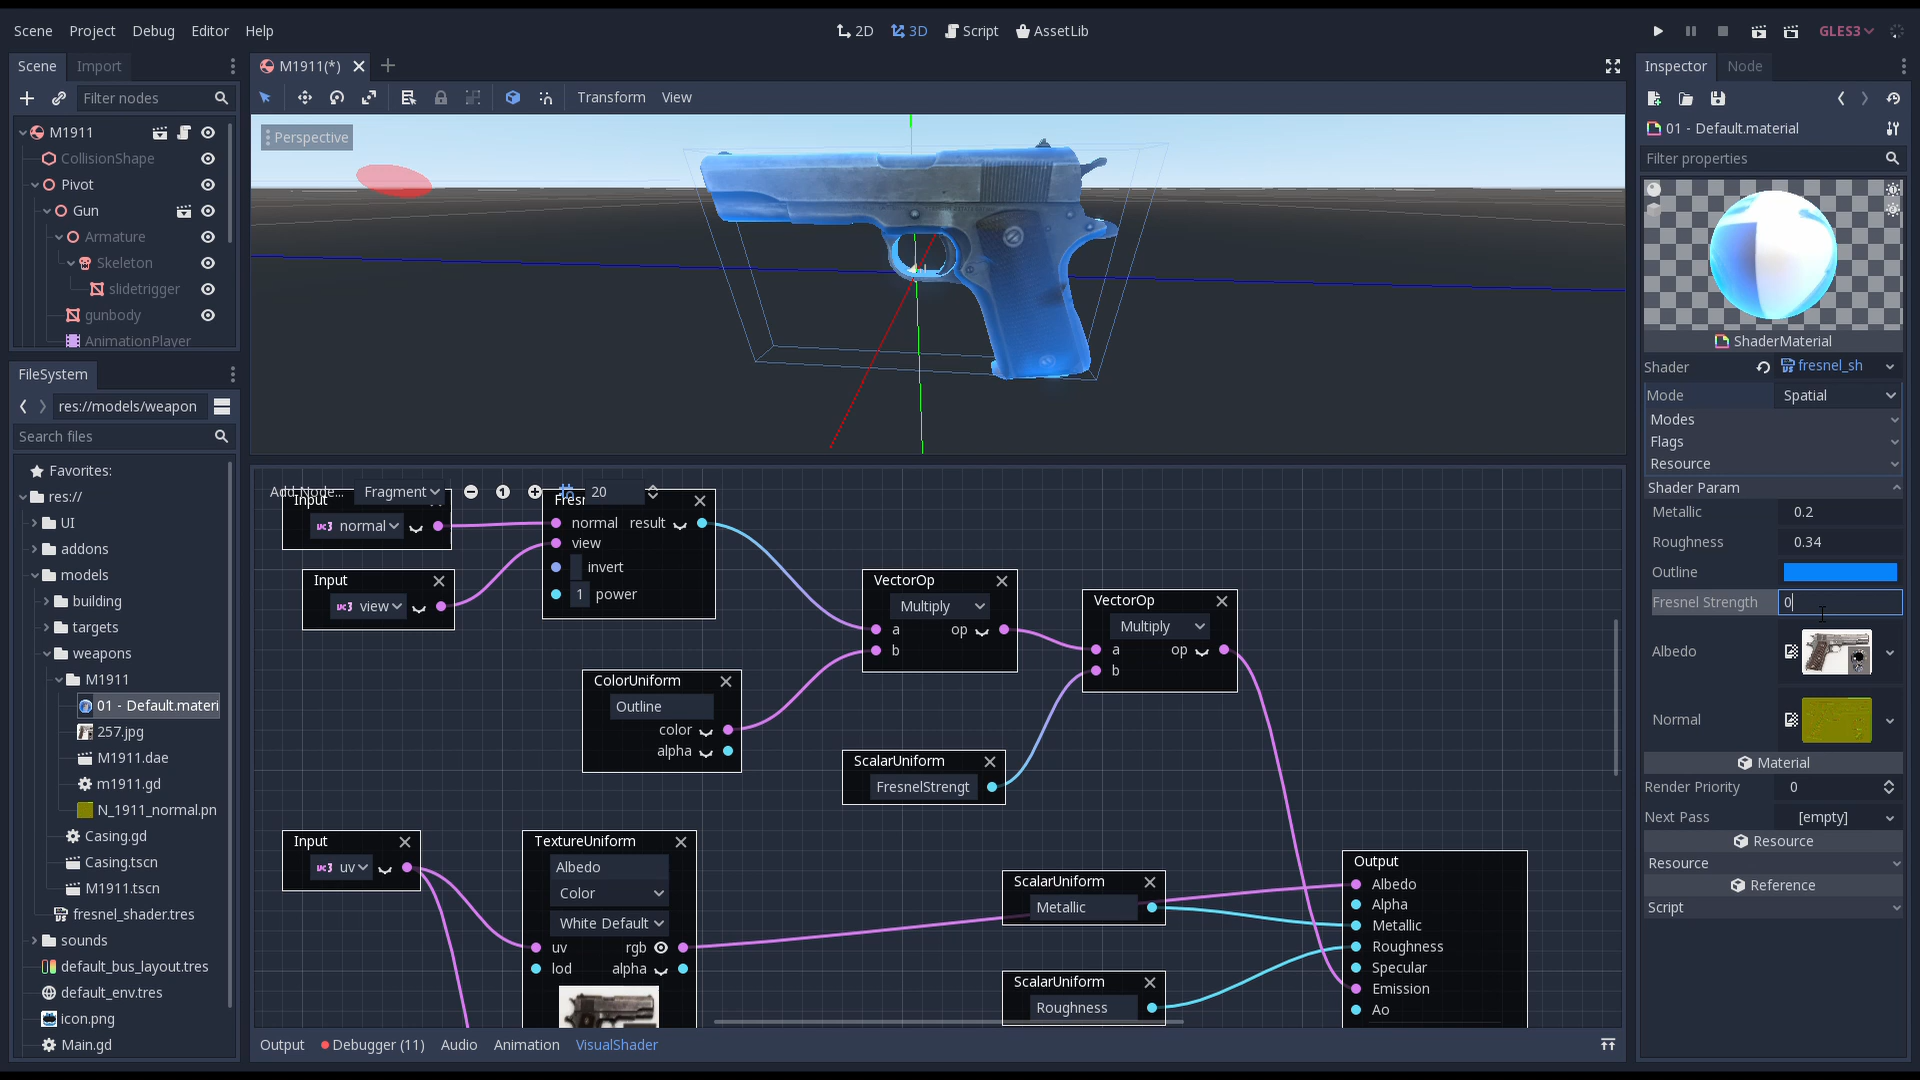 Scene Project Debug Editor Help
2D 3D Script AssetLib
GLES3
Scene Import
Filter nodes
M1911
CollisionShape
Pivot
Gun
Armature
Skeleton
slidetrigger
gunbody
AnimationPlayer
FileSystem
res://models/weapon
Search files
Favorites:
res://
UI
addons
models
building
targets
weapons
M1911
01 - Default.materi
257.jpg
M1911.dae
m1911.gd
N_1911_normal.pn
Casing.gd
Casing.tscn
M1911.tscn
fresnel_shader.tres
sounds
default_bus_layout.tres
default_env.tres
icon.png
Main.gd
M1911(*)
Transform View
Perspective
Add Node... Fragment 1 20
Input
normal
Input
view
Fresr
normal result
view
invert
1 power
VectorOp
Multiply
a op
b
VectorOp
Multiply
a op
b
ColorUniform
Outline
color
alpha
ScalarUniform
FresnelStrengt
Input
uv
TextureUniform
Albedo
Color
White Default
uv rgb
lod alpha
ScalarUniform
Metallic
ScalarUniform
Roughness
Output
Albedo
Alpha
Metallic
Roughness
Specular
Emission
Ao
Output Debugger (11) Audio Animation VisualShader
Inspector Node
01 - Default.material
Filter properties
ShaderMaterial
Shader fresnel_sh
Mode Spatial
Modes
Flags
Resource
Shader Param
Metallic 0.2
Roughness 0.34
Outline
Fresnel Strength 0
Albedo
Normal
Material
Render Priority 0
Next Pass [empty]
Resource
Resource
Reference
Script